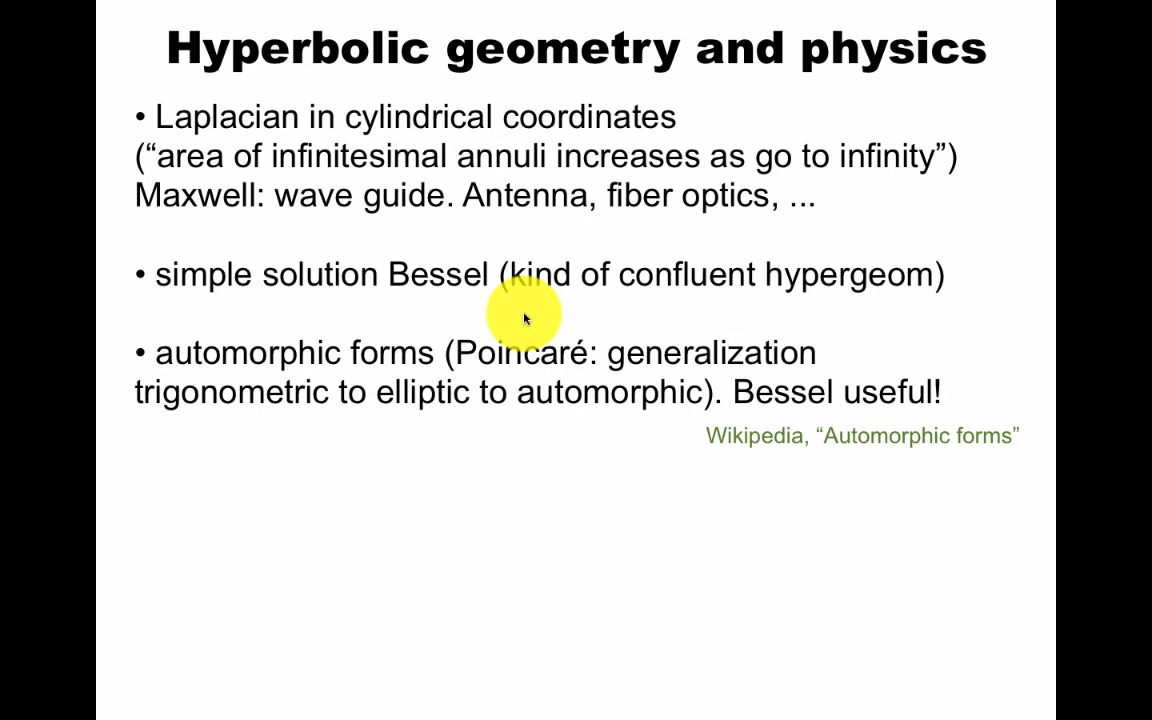 Hyperbolic geometry and physics
• Laplacian in cylindrical coordinates
(“area of infinitesimal annuli increases as go to infinity”)
Maxwell: wave guide. Antenna, fiber optics, ...
• simple solution Bessel (kind of confluent hypergeom)
• automorphic forms (Poincaré: generalization
trigonometric to elliptic to automorphic). Bessel useful!
Wikipedia, “Automorphic forms”